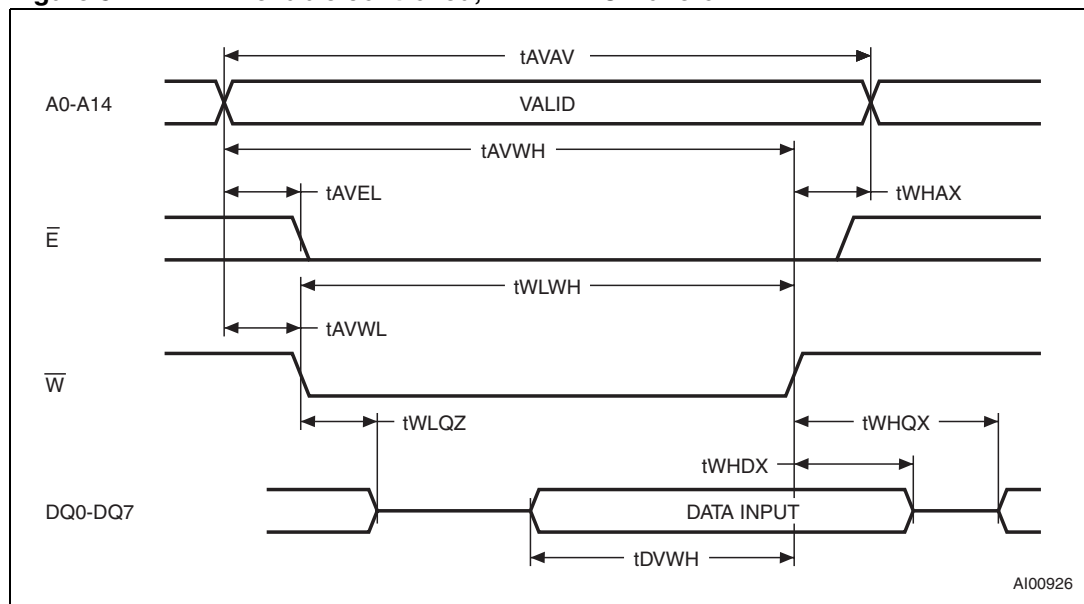 tAVAV
A0-A14
VALID
tAVWH
tAVEL
tWHAX
E̅
tWLWH
tAVWL
W̅
tWLQZ
tWHQX
tWHDX
DQ0-DQ7
DATA INPUT
tDVWH
AI00926